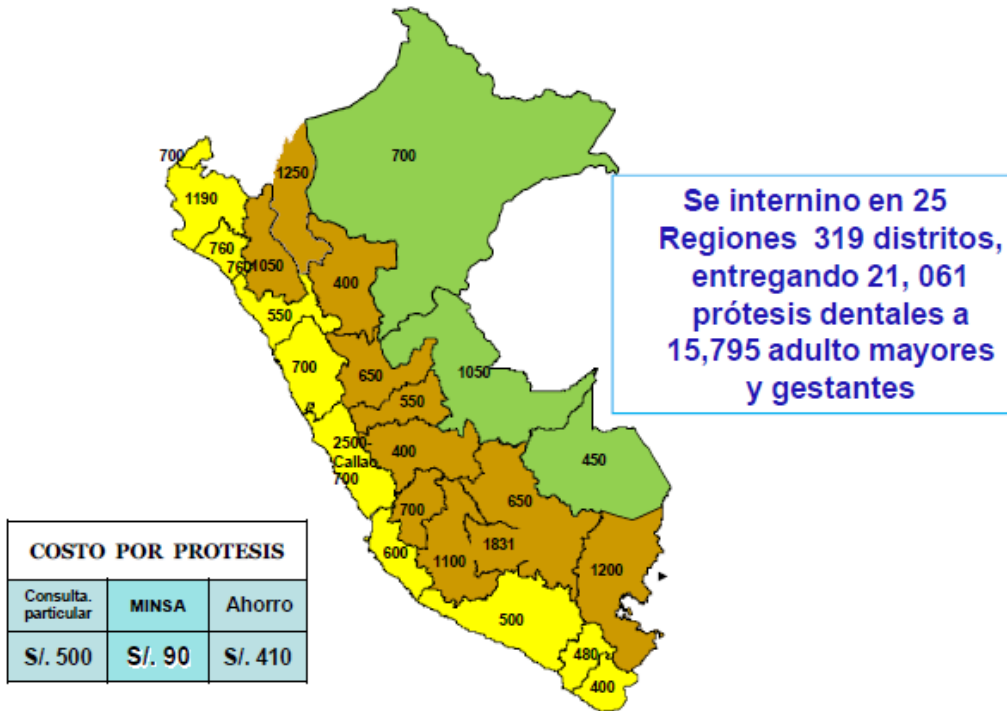 700
700
1250
1190
760
760
1050
400
550
700
650
1050
550
2500-
Callao
700
400
450
650
700
600
1100
1831
1200
500
480
400
Se internino en 25
Regiones 319 distritos,
entregando 21, 061
prótesis dentales a
15,795 adulto mayores
y gestantes
COSTO POR PROTESIS
Consulta.
particular
MINSA
Ahorro
S/. 500
S/. 90
S/. 410